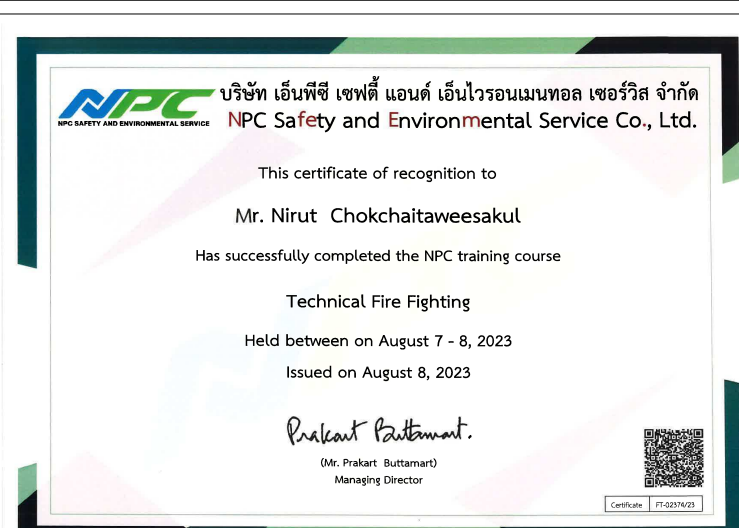 NPC
NPC SAFETY AND ENVIRONMENTAL SERVICE
บริษัท เอ็นพีซี เซฟตี้ แอนด์ เอ็นไวรอนเมนทอล เซอร์วิส จำกัด
NPC Safety and Environmental Service Co., Ltd.
This certificate of recognition to
Mr. Nirut Chokchaitaweesakul
Has successfully completed the NPC training course
Technical Fire Fighting
Held between on August 7 - 8, 2023
Issued on August 8, 2023
Prakart Buttamart.
(Mr. Prakart Buttamart)
Managing Director
Certificate FT-02374/23